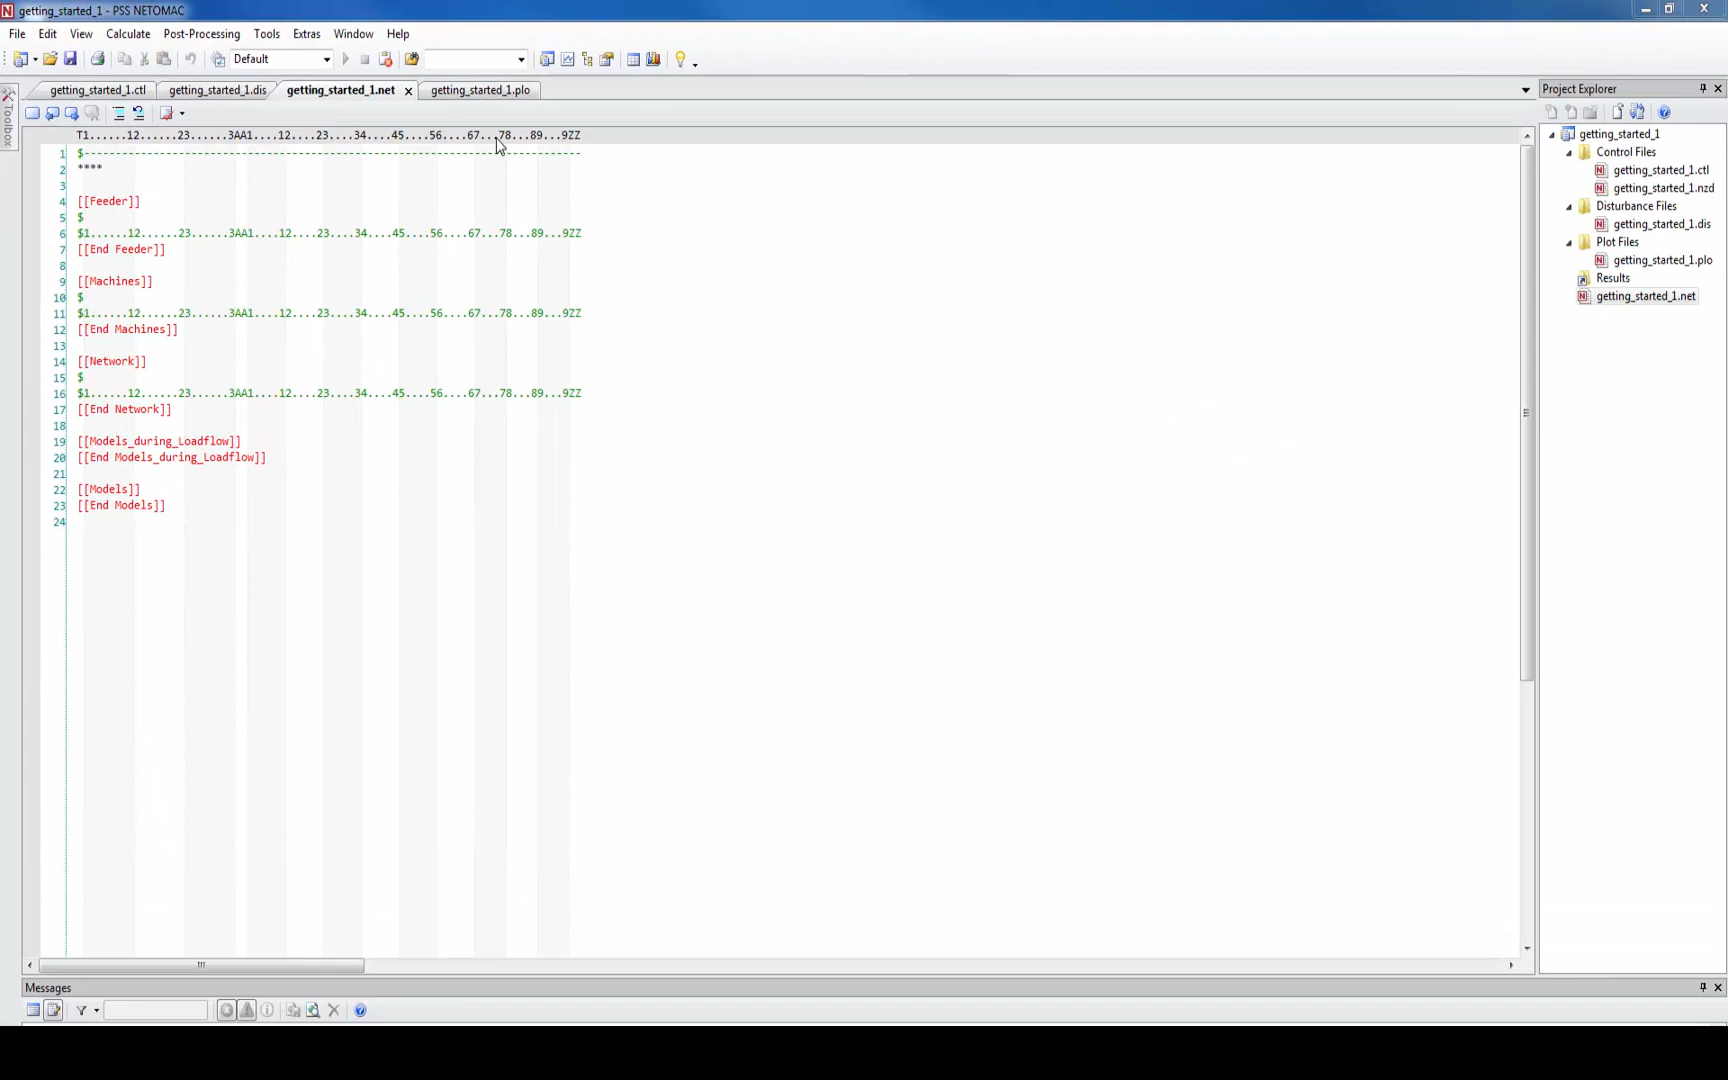 getting_started_1 - PSS NETOMAC
File Edit View Calculate Post-Processing Tools Extras Window Help
Default
getting_started_1.ctl getting_started_1.dis getting_started_1.net getting_started_1.plo
Toolbox
T1......12......23......3AA1....12....23....34....45....56....67...78...89...9ZZ
1 $-------------------------------------------------------------------------------
2 ****
3
4 [[Feeder]]
5 $
6 $1......12......23......3AA1....12....23....34....45....56....67...78...89...9ZZ
7 [[End Feeder]]
8
9 [[Machines]]
10 $
11 $1......12......23......3AA1....12....23....34....45....56....67...78...89...9ZZ
12 [[End Machines]]
13
14 [[Network]]
15 $
16 $1......12......23......3AA1....12....23....34....45....56....67...78...89...9ZZ
17 [[End Network]]
18
19 [[Models_during_Loadflow]]
20 [[End Models_during_Loadflow]]
21
22 [[Models]]
23 [[End Models]]
24
Project Explorer
getting_started_1
Control Files
getting_started_1.ctl
getting_started_1.nzd
Disturbance Files
getting_started_1.dis
Plot Files
getting_started_1.plo
Results
getting_started_1.net
Messages